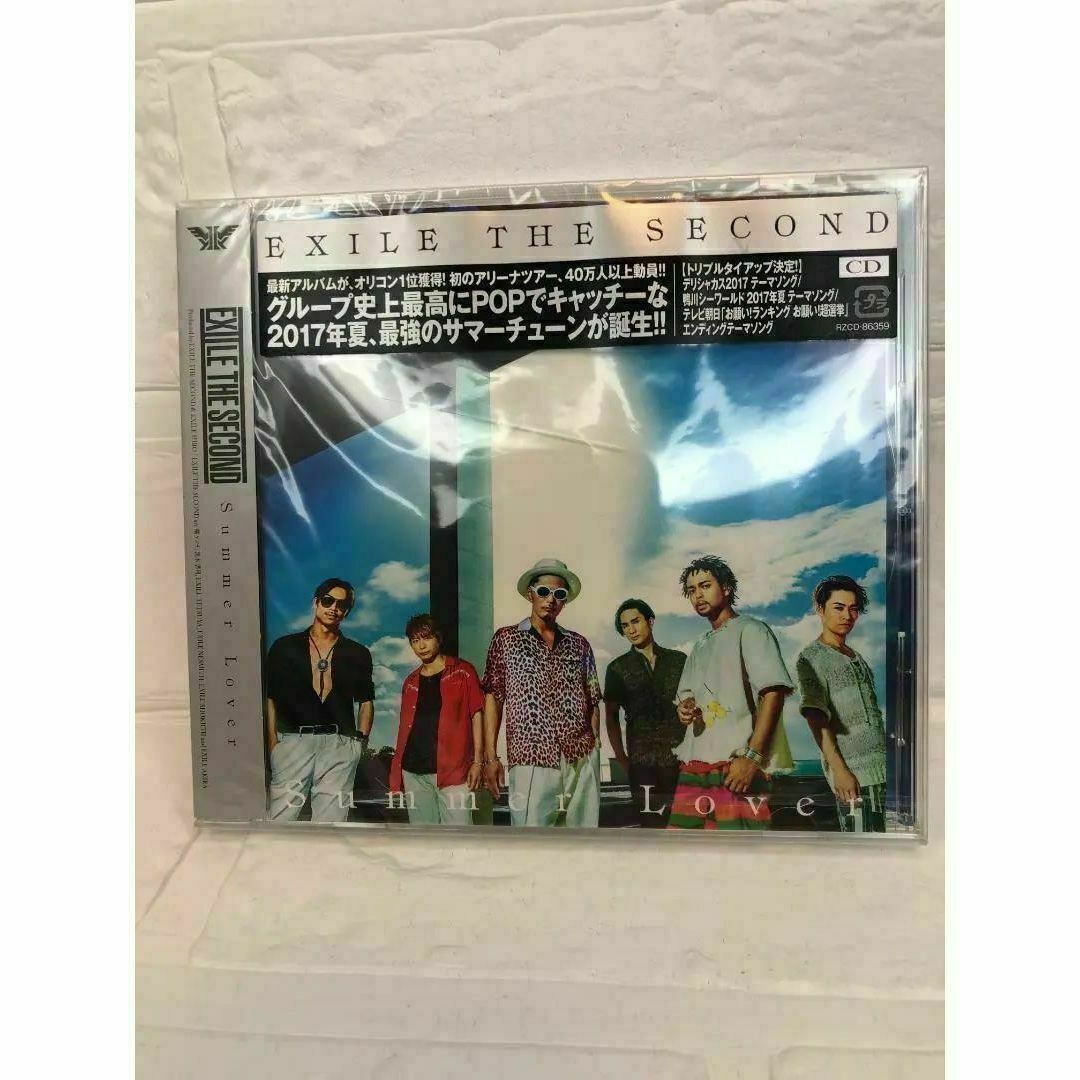 EXILE THE SECOND
最新アルバムが、オリコン1位獲得! 初のアリーナツアー、40万人以上動員!!
グループ史上最高にPOPでキャッチーな
2017年夏、最強のサマーチューンが誕生!!
【トリプルタイアップ決定!】
デリシャカス2017 テーマソング/
鴨川シーワールド 2017年夏 テーマソング/
テレビ朝日「お願い!ランキング お願い!超選挙」
エンディングテーマソング
CD
RZCD-86359
EXILE THE SECOND
Summer Lover
Summer Lover